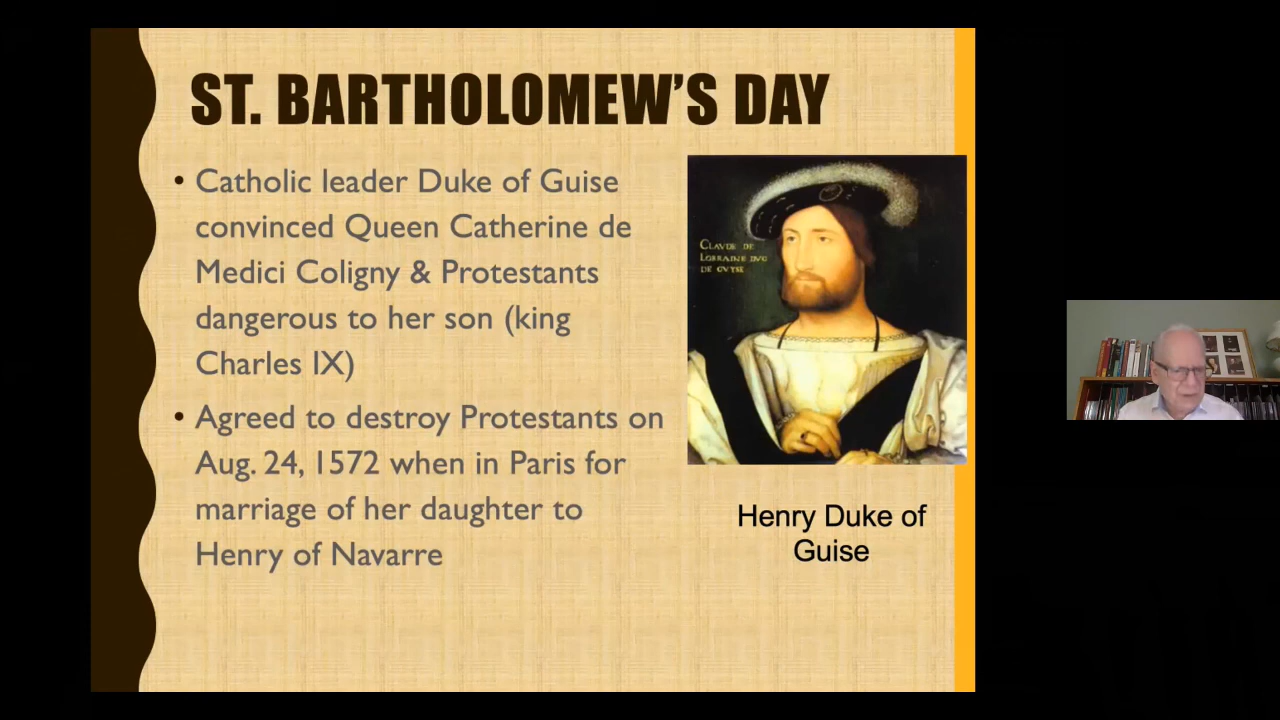 ST. BARTHOLOMEW'S DAY
• Catholic leader Duke of Guise
convinced Queen Catherine de
Medici Coligny & Protestants
dangerous to her son (king
Charles IX)
• Agreed to destroy Protestants on
Aug. 24, 1572 when in Paris for
marriage of her daughter to
Henry of Navarre
CLAVDE DE
LORRAINE DVC
DE GVYSE
Henry Duke of
Guise